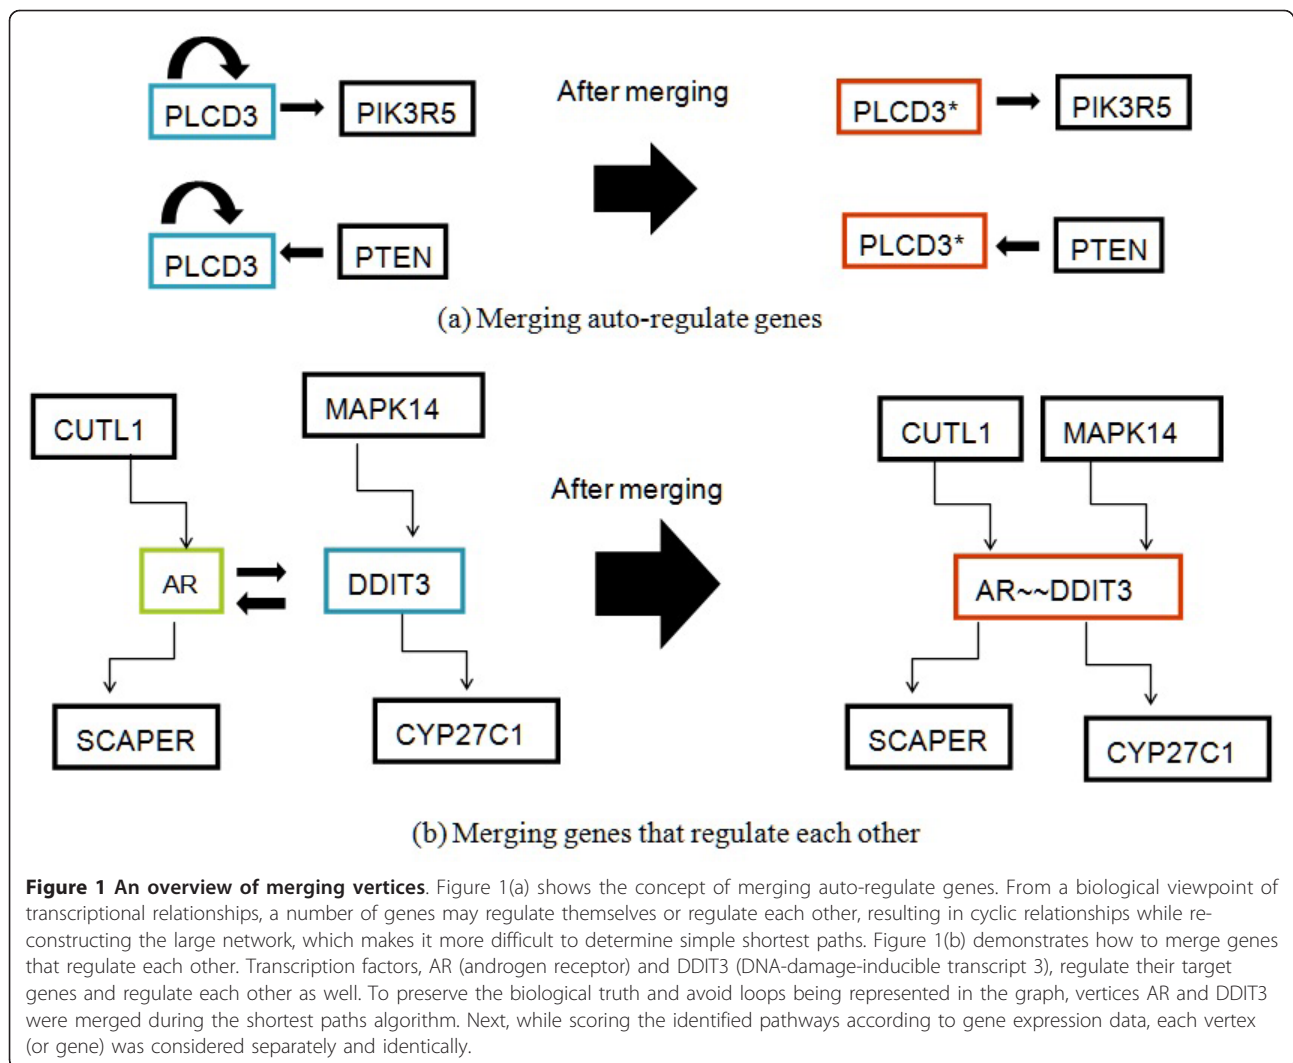 PLCD3
PIK3R5
After merging
PLCD3*
PIK3R5
PLCD3
PTEN
PLCD3*
PTEN
(a) Merging auto-regulate genes
CUTL1
MAPK14
CUTL1
MAPK14
After merging
AR
DDIT3
AR~~DDIT3
SCAPER
CYP27C1
SCAPER
CYP27C1
(b) Merging genes that regulate each other
Figure 1 An overview of merging vertices. Figure 1(a) shows the concept of merging auto-regulate genes. From a biological viewpoint of
transcriptional relationships, a number of genes may regulate themselves or regulate each other, resulting in cyclic relationships while re-
constructing the large network, which makes it more difficult to determine simple shortest paths. Figure 1(b) demonstrates how to merge genes
that regulate each other. Transcription factors, AR (androgen receptor) and DDIT3 (DNA-damage-inducible transcript 3), regulate their target
genes and regulate each other as well. To preserve the biological truth and avoid loops being represented in the graph, vertices AR and DDIT3
were merged during the shortest paths algorithm. Next, while scoring the identified pathways according to gene expression data, each vertex
(or gene) was considered separately and identically.